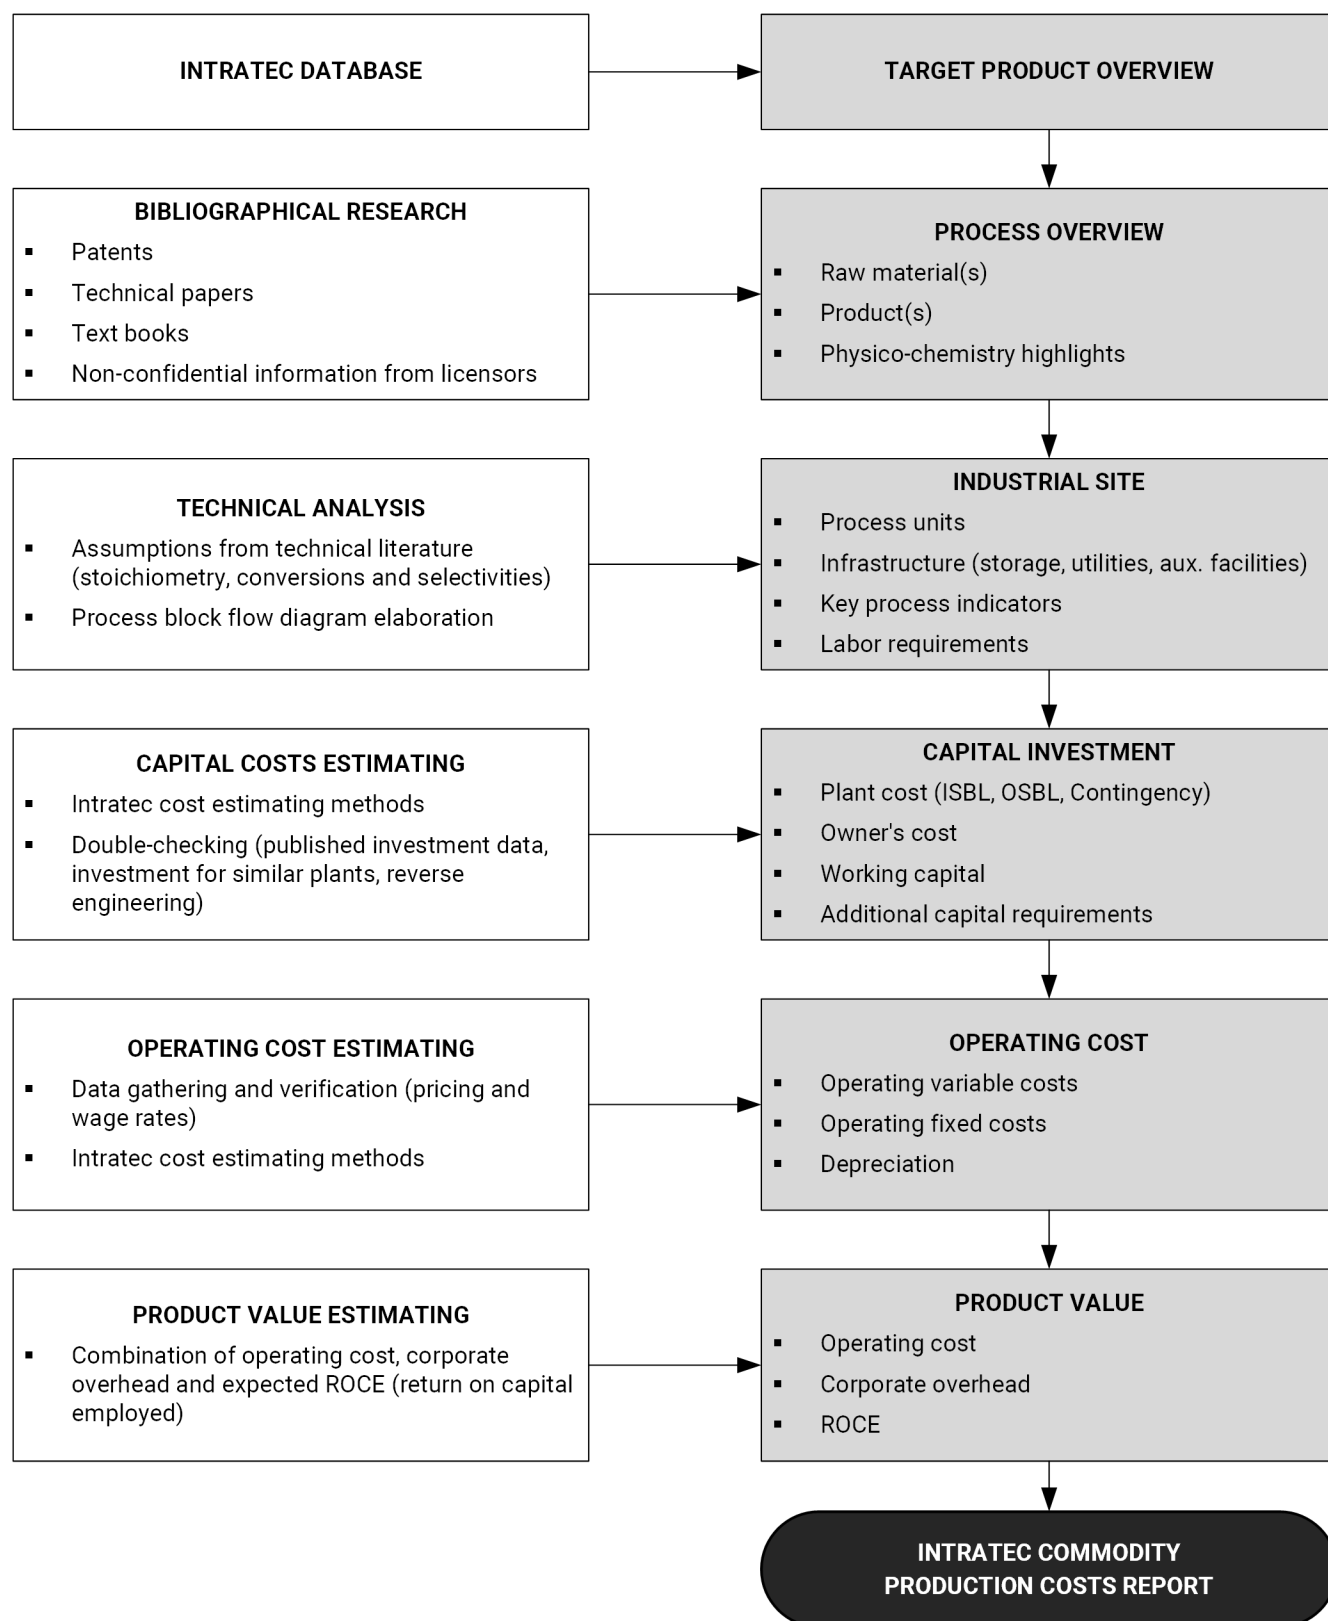 INTRATEC DATABASE
TARGET PRODUCT OVERVIEW
BIBLIOGRAPHICAL RESEARCH
▪ Patents
▪ Technical papers
▪ Text books
▪ Non-confidential information from licensors
PROCESS OVERVIEW
▪ Raw material(s)
▪ Product(s)
▪ Physico-chemistry highlights
TECHNICAL ANALYSIS
▪ Assumptions from technical literature
(stoichiometry, conversions and selectivities)
▪ Process block flow diagram elaboration
INDUSTRIAL SITE
▪ Process units
▪ Infrastructure (storage, utilities, aux. facilities)
▪ Key process indicators
▪ Labor requirements
CAPITAL COSTS ESTIMATING
▪ Intratec cost estimating methods
▪ Double-checking (published investment data,
investment for similar plants, reverse
engineering)
CAPITAL INVESTMENT
▪ Plant cost (ISBL, OSBL, Contingency)
▪ Owner's cost
▪ Working capital
▪ Additional capital requirements
OPERATING COST ESTIMATING
▪ Data gathering and verification (pricing and
wage rates)
▪ Intratec cost estimating methods
OPERATING COST
▪ Operating variable costs
▪ Operating fixed costs
▪ Depreciation
PRODUCT VALUE ESTIMATING
▪ Combination of operating cost, corporate
overhead and expected ROCE (return on capital
employed)
PRODUCT VALUE
▪ Operating cost
▪ Corporate overhead
▪ ROCE
INTRATEC COMMODITY
PRODUCTION COSTS REPORT